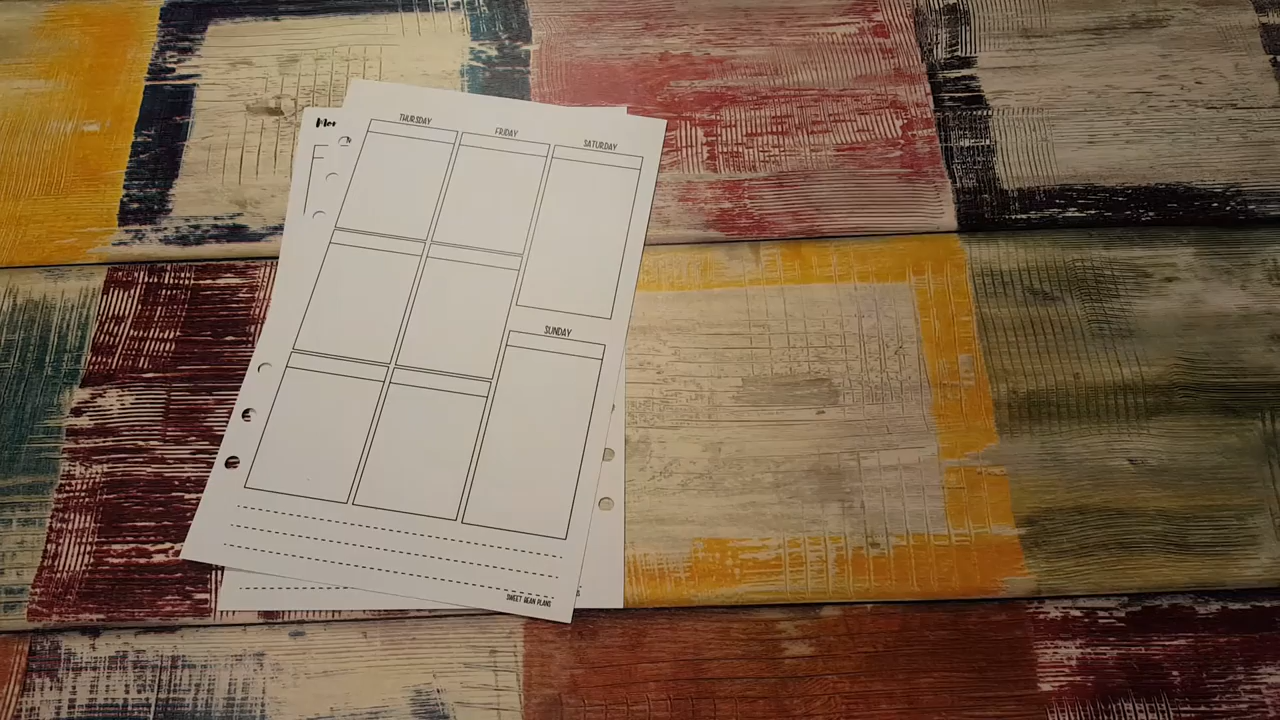 THURSDAY
FRIDAY
SATURDAY
SUNDAY
SWEET BEAN PLANS